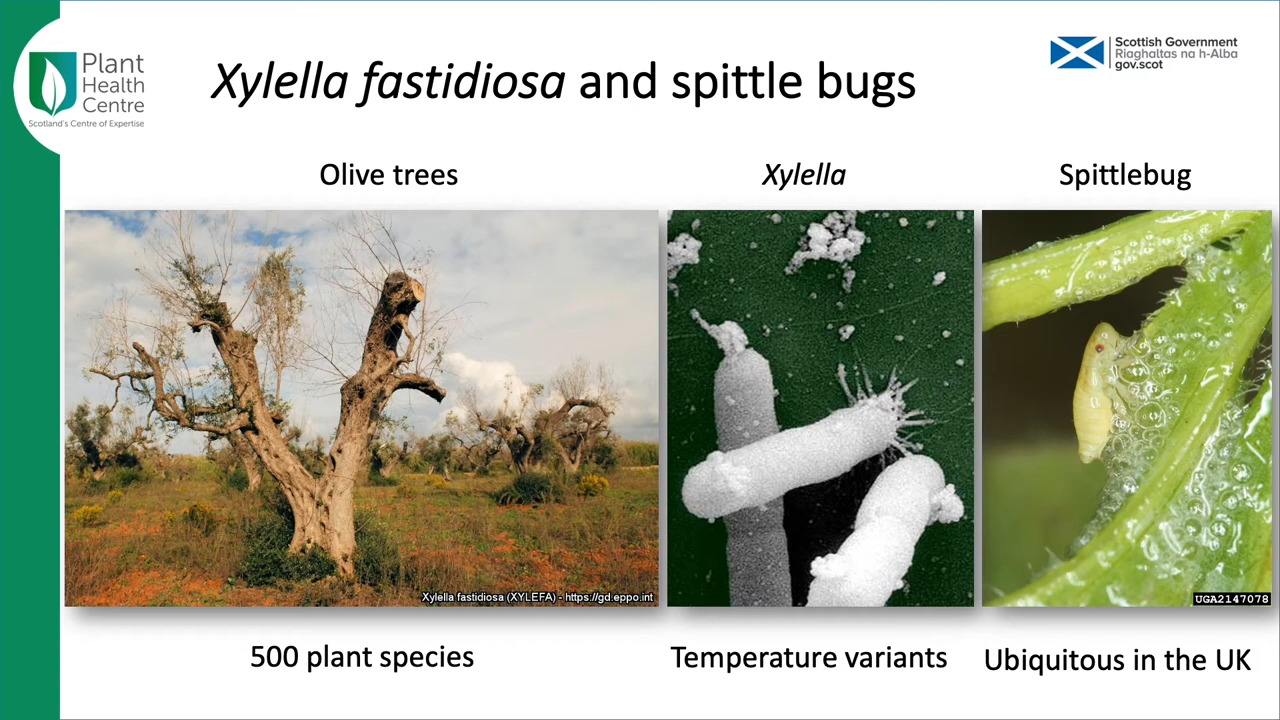 Plant
Health
Centre
Scotland's Centre of Expertise
Xylella fastidiosa and spittle bugs
Scottish Government
Riaghaltas na h-Alba
gov.scot
Olive trees
Xylella
Spittlebug
Xylella fastidiosa (XYLEFA) - https://gd.eppo.int
UGA2147078
500 plant species
Temperature variants
Ubiquitous in the UK